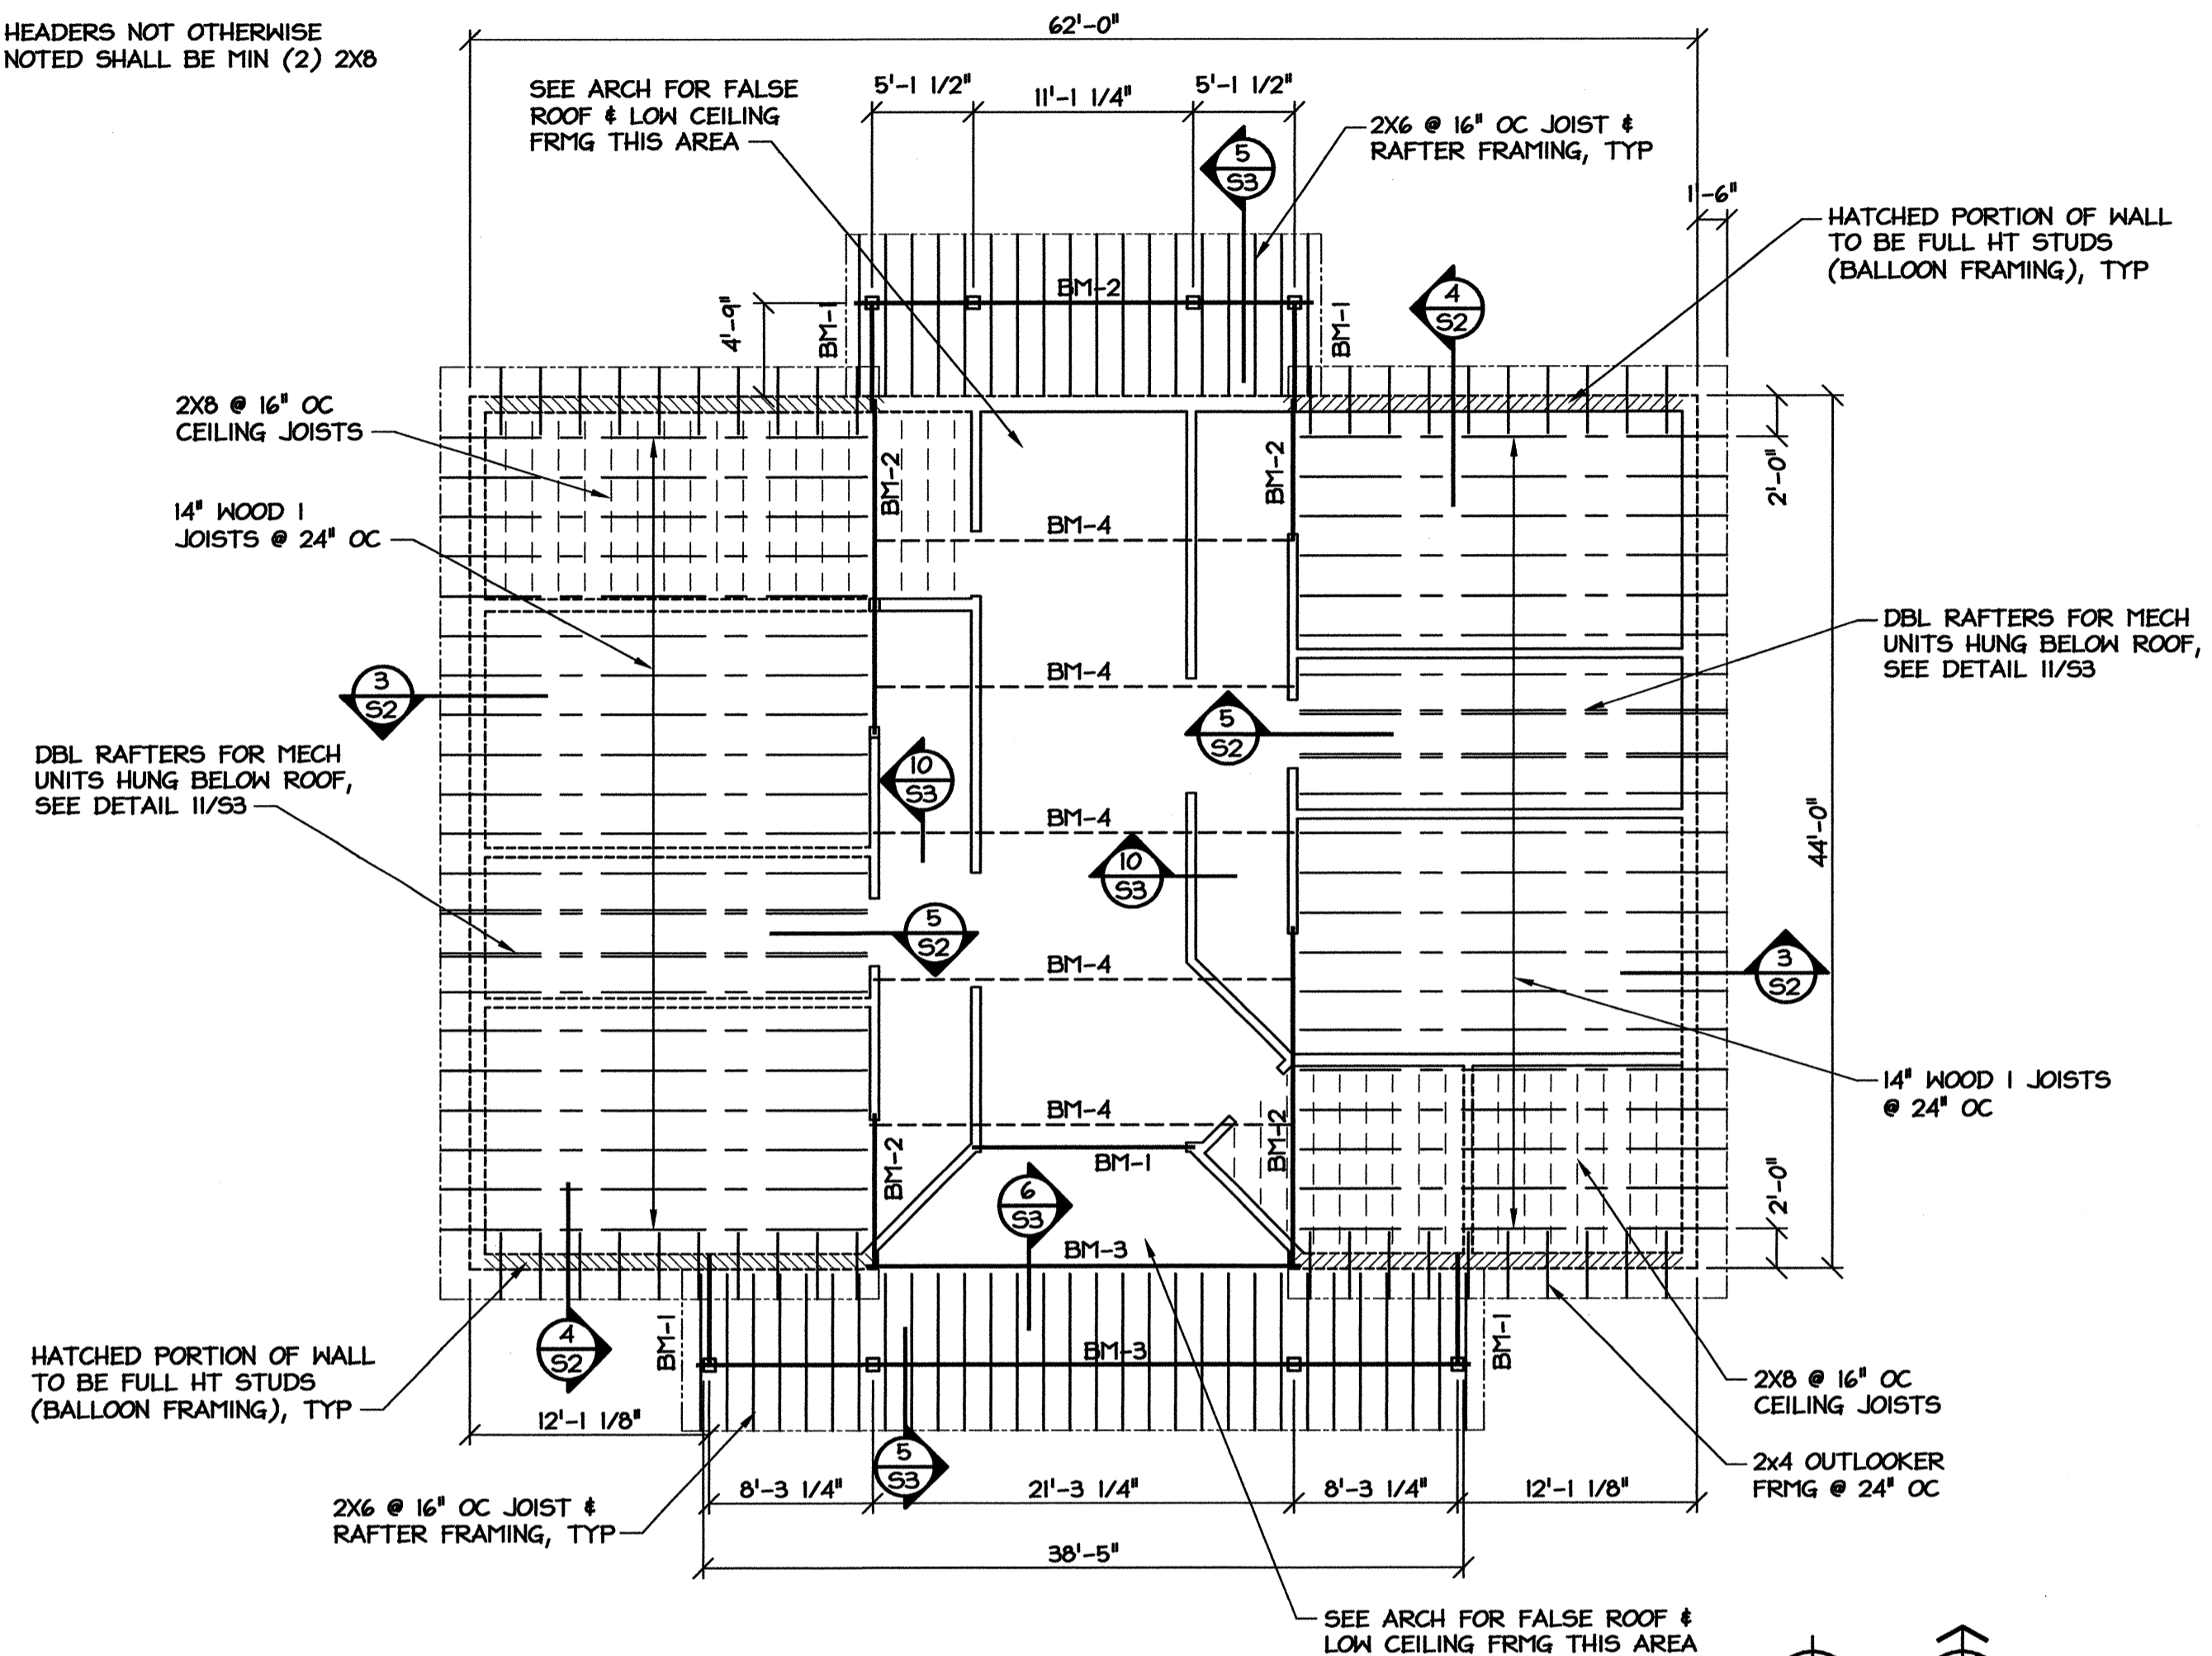 HEADERS NOT OTHERWISE
NOTED SHALL BE MIN (2) 2X8
62'-0"
SEE ARCH FOR FALSE
ROOF & LOW CEILING
FRMG THIS AREA
5'-1 1/2"
11'-1 1/4"
5'-1 1/2"
2X6 @ 16" OC JOIST &
RAFTER FRAMING, TYP
5
S3
1'-6"
HATCHED PORTION OF WALL
TO BE FULL HT STUDS
(BALLOON FRAMING), TYP
4
S2
BM-2
BM-1
BM-1
4'-9"
2X8 @ 16" OC
CEILING JOISTS
14" WOOD I
JOISTS @ 24" OC
BM-2
BM-2
2'-0"
BM-4
DBL RAFTERS FOR MECH
UNITS HUNG BELOW ROOF,
SEE DETAIL 11/S3
BM-4
3
S2
5
S2
DBL RAFTERS FOR MECH
UNITS HUNG BELOW ROOF,
SEE DETAIL 11/S3
10
S3
BM-4
44'-0"
10
S3
5
S2
BM-4
3
S2
14" WOOD I JOISTS
@ 24" OC
BM-4
BM-2
BM-2
BM-1
2'-0"
6
S3
BM-3
BM-1
BM-3
BM-1
4
S2
HATCHED PORTION OF WALL
TO BE FULL HT STUDS
(BALLOON FRAMING), TYP
2X8 @ 16" OC
CEILING JOISTS
12'-1 1/8"
5
S3
2x4 OUTLOOKER
FRMG @ 24" OC
8'-3 1/4"
21'-3 1/4"
8'-3 1/4"
12'-1 1/8"
2X6 @ 16" OC JOIST &
RAFTER FRAMING, TYP
38'-5"
SEE ARCH FOR FALSE ROOF &
LOW CEILING FRMG THIS AREA